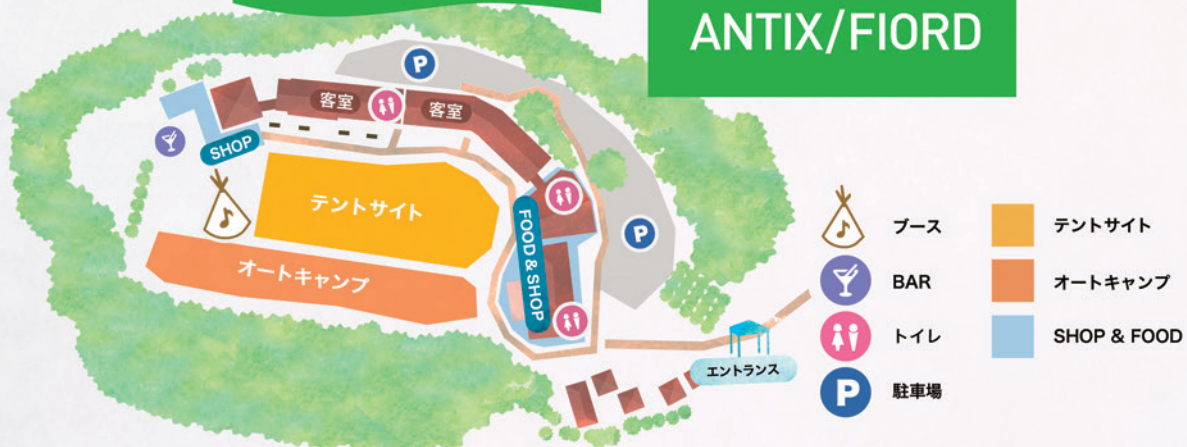 ANTIX/FIORD
P
客室
客室
SHOP
テントサイト
オートキャンプ
FOOD & SHOP
P
エントランス
ブース
BAR
トイレ
P
駐車場
テントサイト
オートキャンプ
SHOP & FOOD